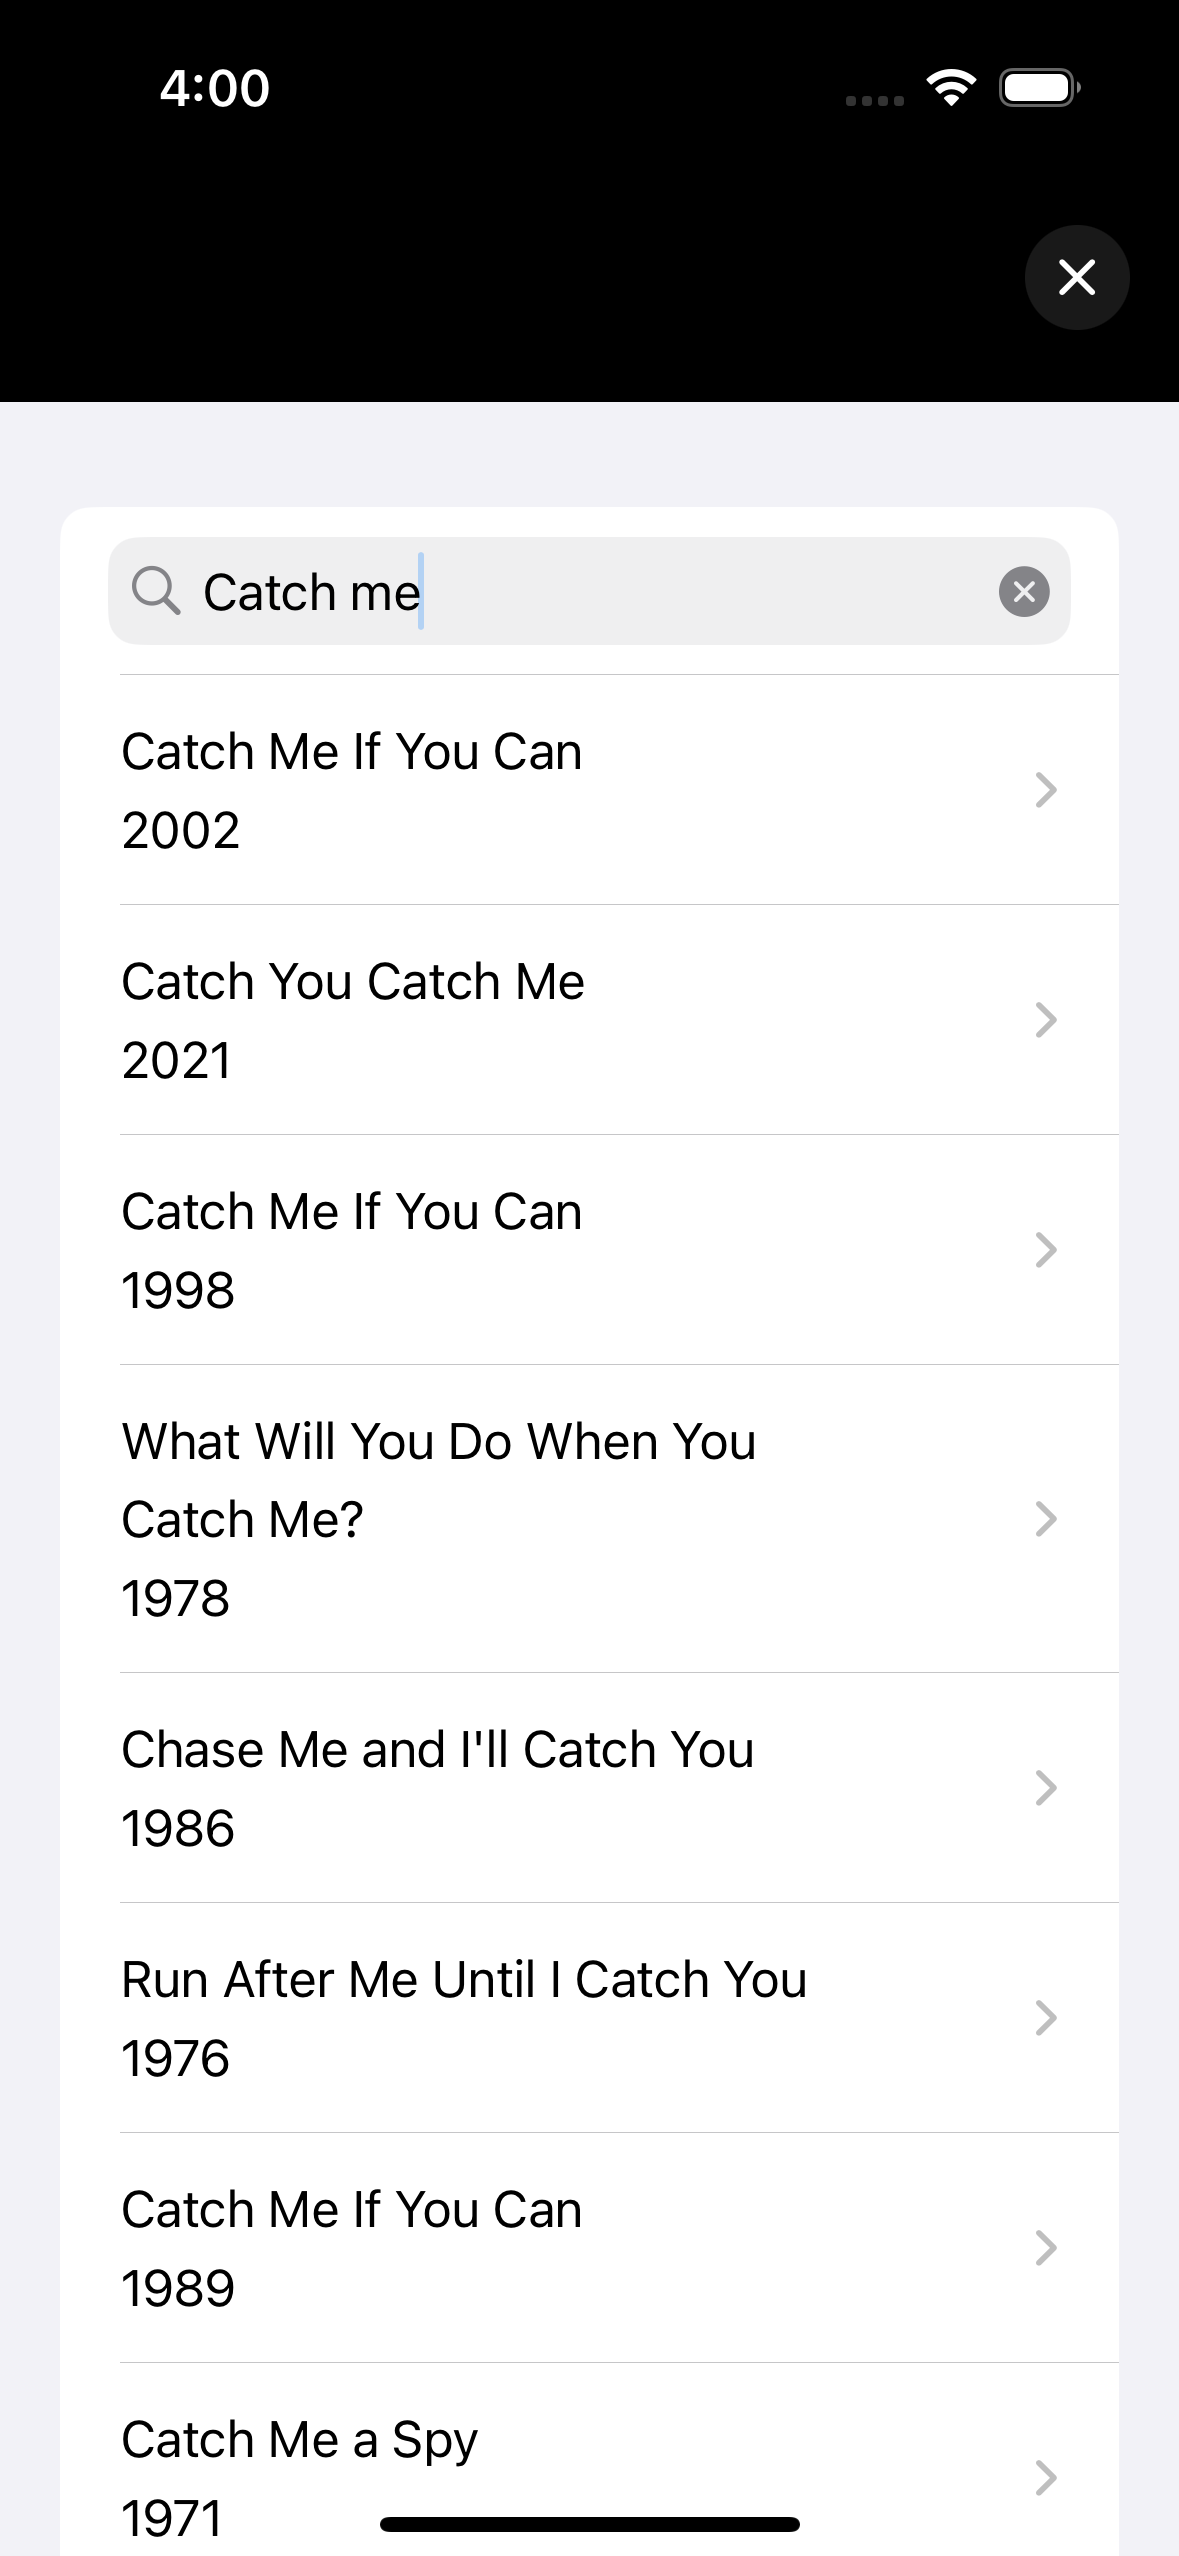 4:00
Catch me
Catch Me If You Can
2002
Catch You Catch Me
2021
Catch Me If You Can
1998
What Will You Do When You
Catch Me?
1978
Chase Me and I'll Catch You
1986
Run After Me Until I Catch You
1976
Catch Me If You Can
1989
Catch Me a Spy
1971